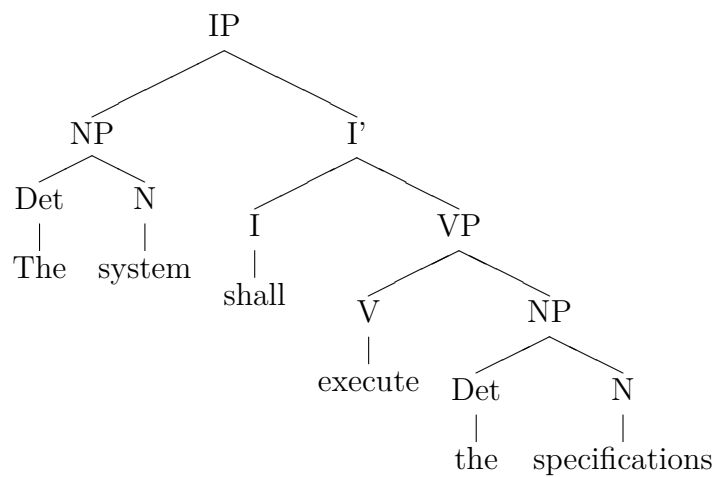 IP
NP I'
Det N I VP
The system shall V NP
execute Det N
the specifications